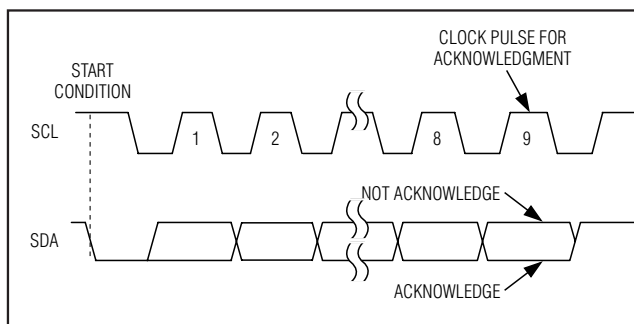 CLOCK PULSE FOR
ACKNOWLEDGMENT
START
CONDITION
SCL
1 2 8 9
NOT ACKNOWLEDGE
SDA
ACKNOWLEDGE